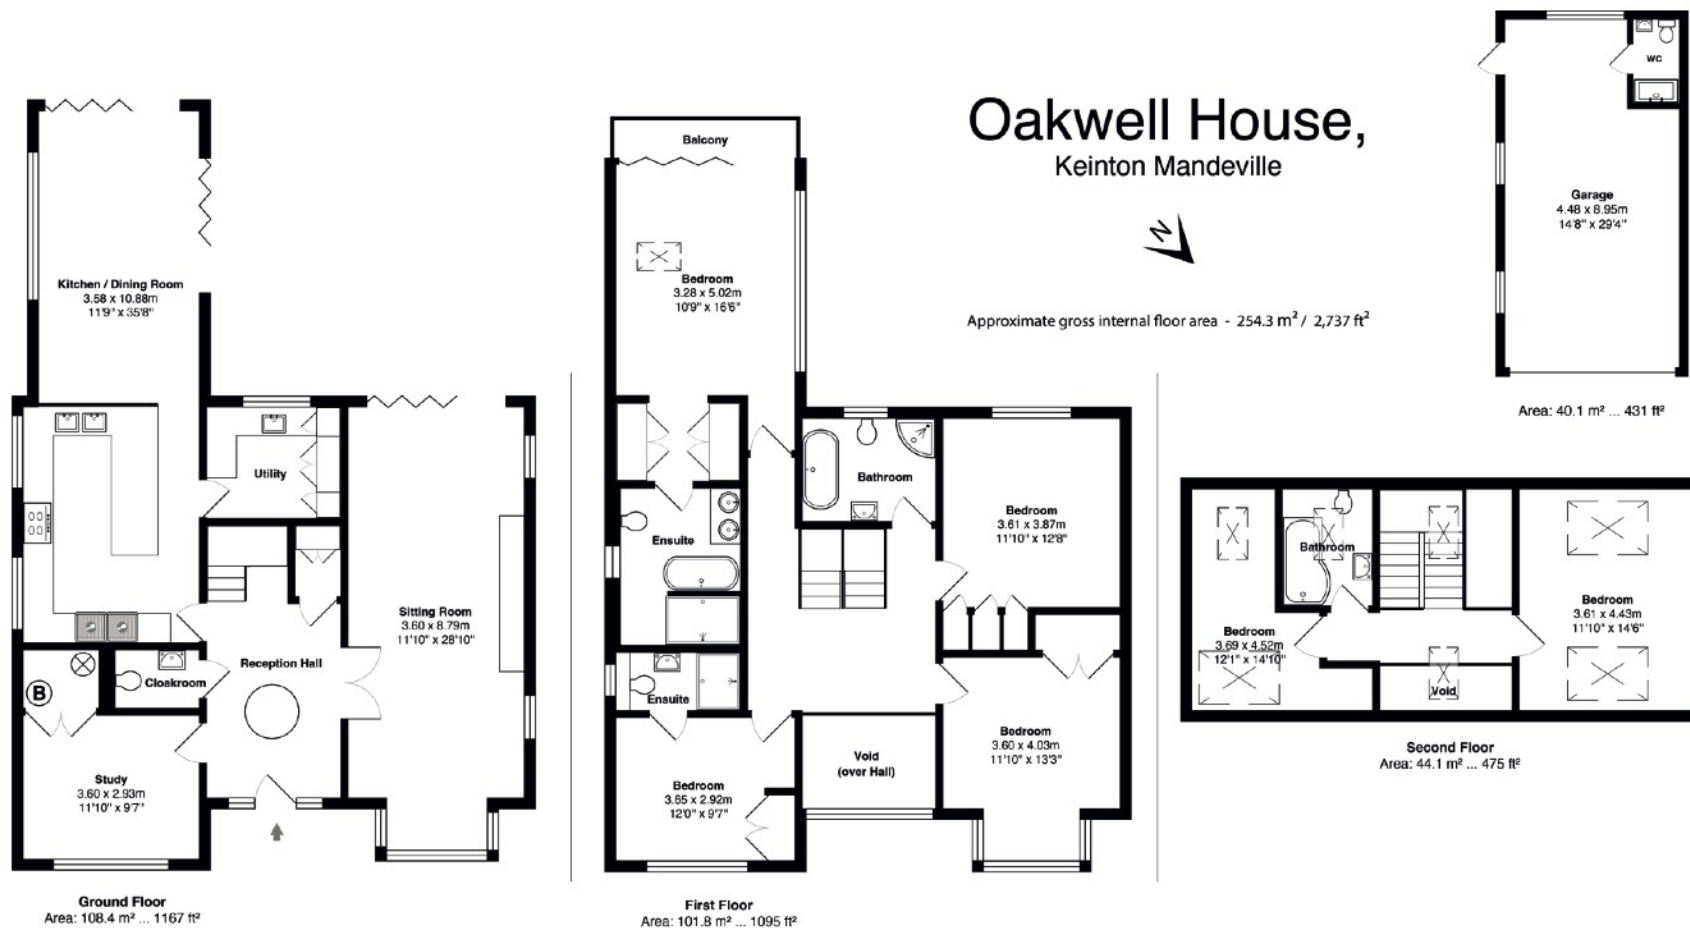 Oakwell House,
Keinton Mandeville
N
Approximate gross internal floor area - 254.3 m² / 2,737 ft²
Kitchen / Dining Room
3.58 x 10.88m
11'9" x 35'8"
Utility
Sitting Room
3.60 x 8.79m
11'10" x 28'10"
Reception Hall
Cloakroom
B
Study
3.60 x 2.93m
11'10" x 9'7"
Ground Floor
Area: 108.4 m² ... 1167 ft²
Balcony
Bedroom
3.28 x 5.02m
10'9" x 16'6"
Bathroom
Bedroom
3.61 x 3.87m
11'10" x 12'8"
Ensuite
Ensuite
Bedroom
3.65 x 2.92m
12'0" x 9'7"
Void
(over Hall)
Bedroom
3.60 x 4.03m
11'10" x 13'3"
First Floor
Area: 101.8 m² ... 1095 ft²
WC
Garage
4.48 x 8.95m
14'8" x 29'4"
Area: 40.1 m² ... 431 ft²
Bathroom
Bedroom
3.69 x 4.52m
12'1" x 14'10"
Void
Bedroom
3.61 x 4.43m
11'10" x 14'6"
Second Floor
Area: 44.1 m² ... 475 ft²